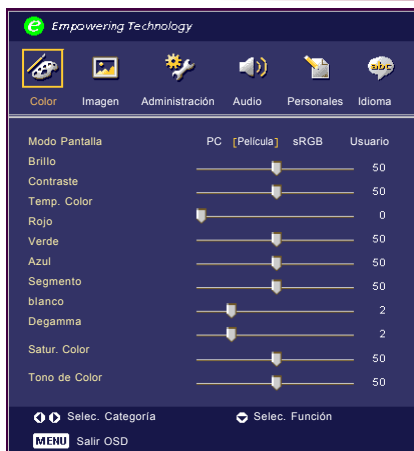 e Empowering Technology
abc
Color Imagen Administración Audio Personales Idioma
Modo Pantalla PC [Película] sRGB Usuario
Brillo 50
Contraste 50
Temp. Color 0
Rojo 50
Verde 50
Azul 50
Segmento
blanco 2
Degamma 2
Satur. Color 50
Tono de Color 50
Selec. Categoría Selec. Función
MENU Salir OSD